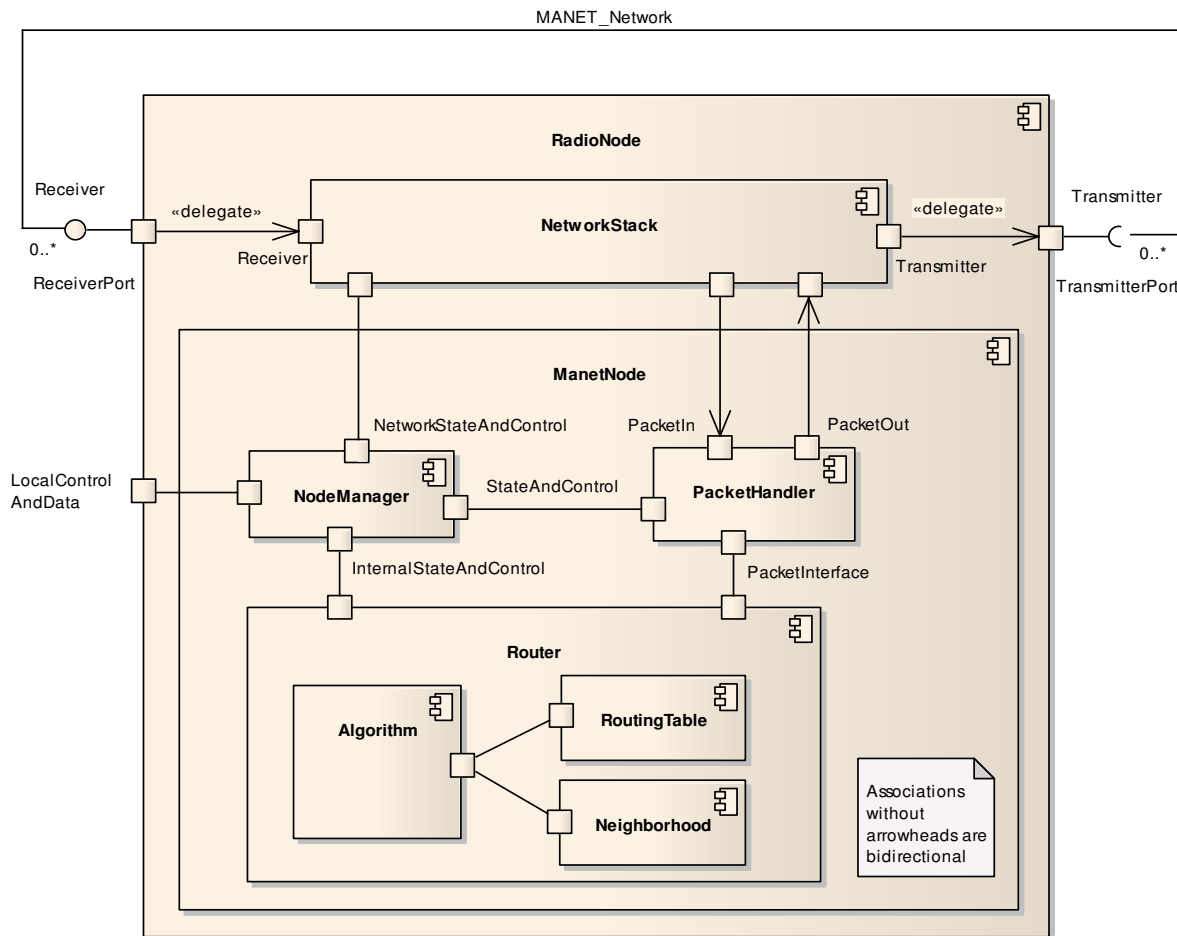 MANET_Network
RadioNode
Receiver
0..*
ReceiverPort
«delegate»
Receiver
NetworkStack
Transmitter
«delegate»
Transmitter
0..*
TransmitterPort
ManetNode
NetworkStateAndControl
PacketIn
PacketOut
LocalControl
AndData
NodeManager
StateAndControl
PacketHandler
InternalStateAndControl
PacketInterface
Router
Algorithm
RoutingTable
Neighborhood
Associations
without
arrowheads are
bidirectional